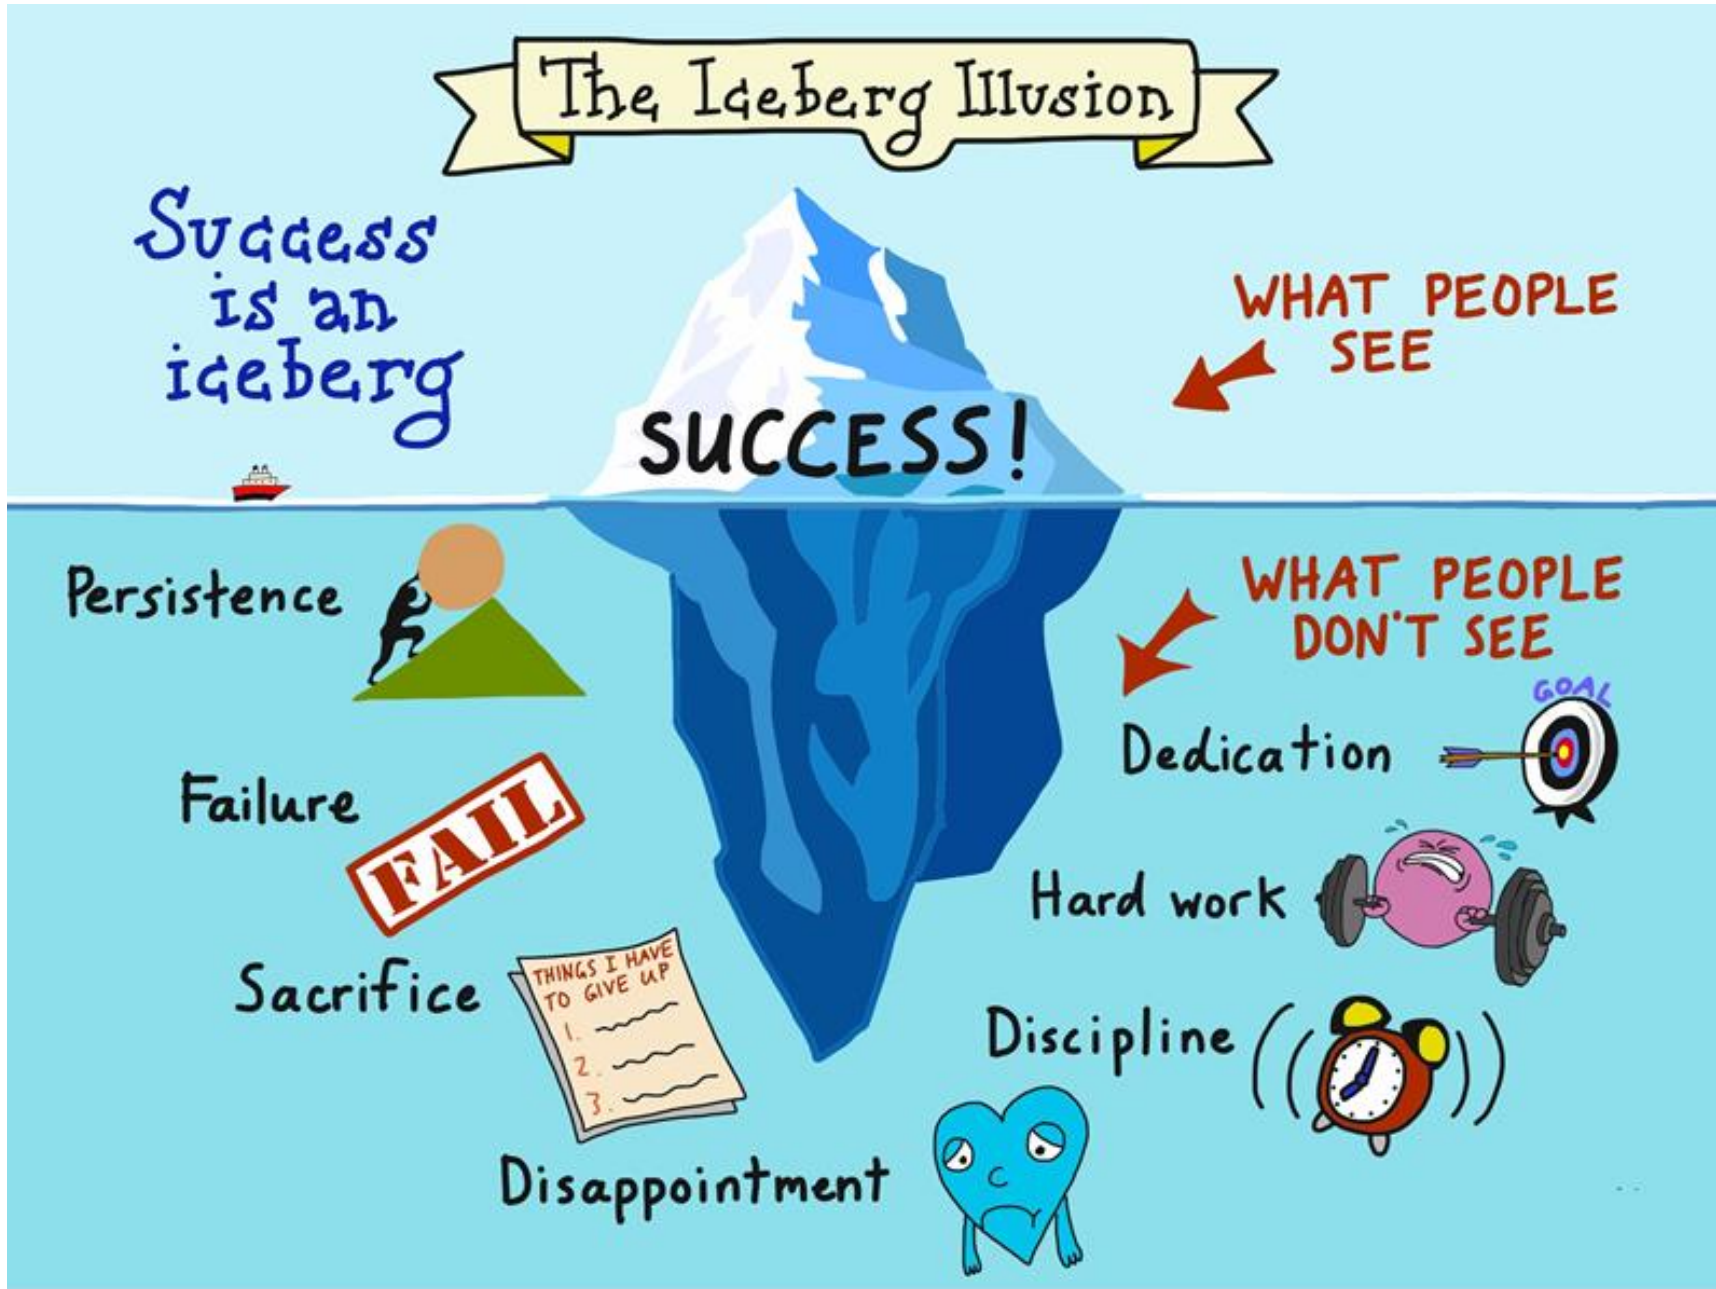 The Iceberg Illusion
Success
is an
iceberg
WHAT PEOPLE
SEE
SUCCESS!
WHAT PEOPLE
DON'T SEE
Persistence
GOAL
Dedication
Failure
FAIL
Hard work
Sacrifice
THINGS I HAVE
TO GIVE UP
1.
2.
3.
Discipline
Disappointment